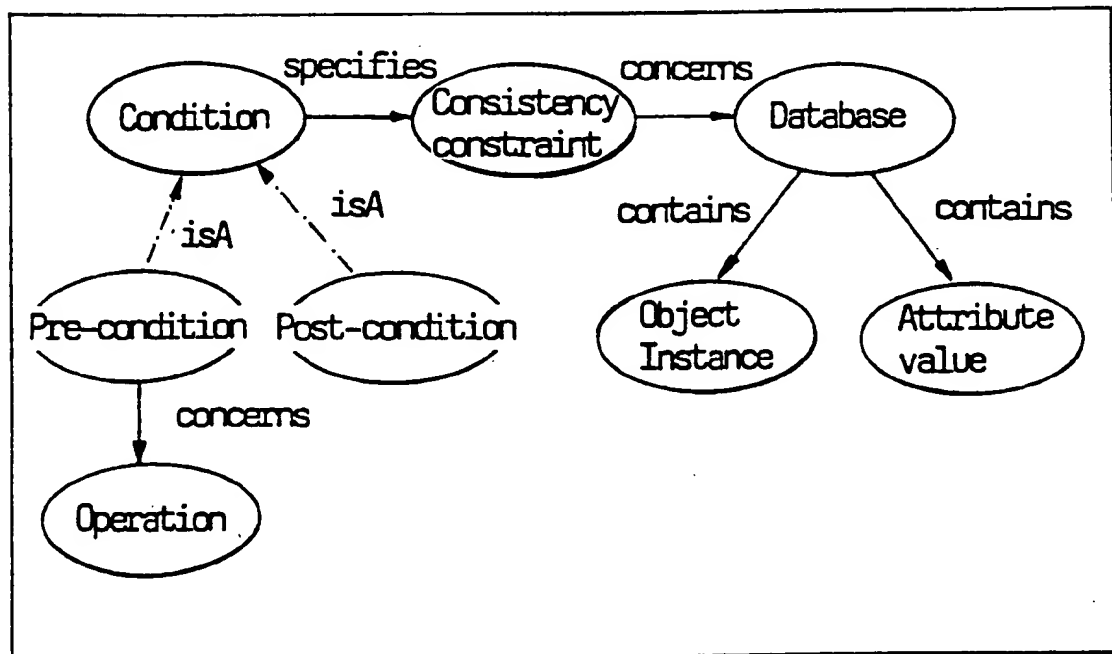 specifies
concerns
Condition
Consistency
constraint
Database
isA
isA
contains
contains
Pre-condition
Post-condition
Object
Instance
Attribute
value
concerns
Operation